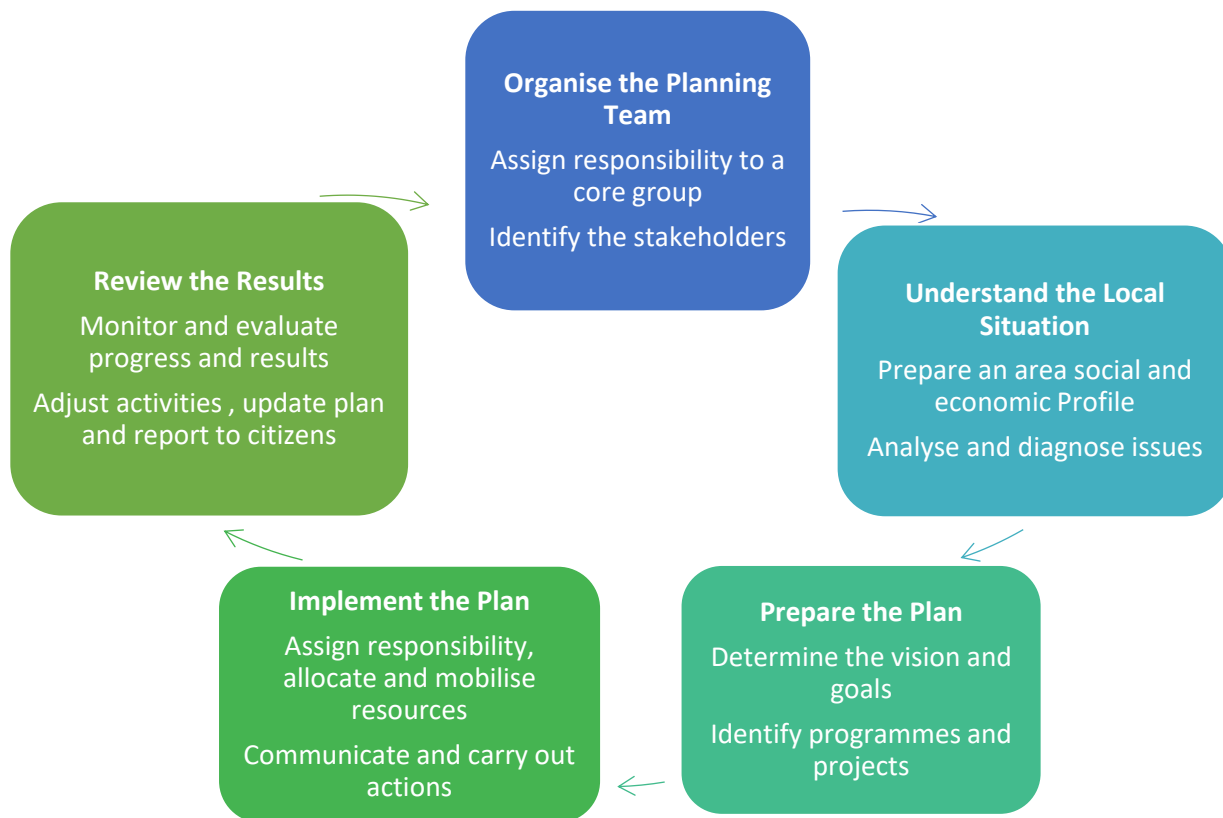 Organise the Planning
Team
Assign responsibility to a
core group
Identify the stakeholders
Understand the Local
Situation
Prepare an area social and
economic Profile
Analyse and diagnose issues
Prepare the Plan
Determine the vision and
goals
Identify programmes and
projects
Implement the Plan
Assign responsibility,
allocate and mobilise
resources
Communicate and carry out
actions
Review the Results
Monitor and evaluate
progress and results
Adjust activities , update plan
and report to citizens